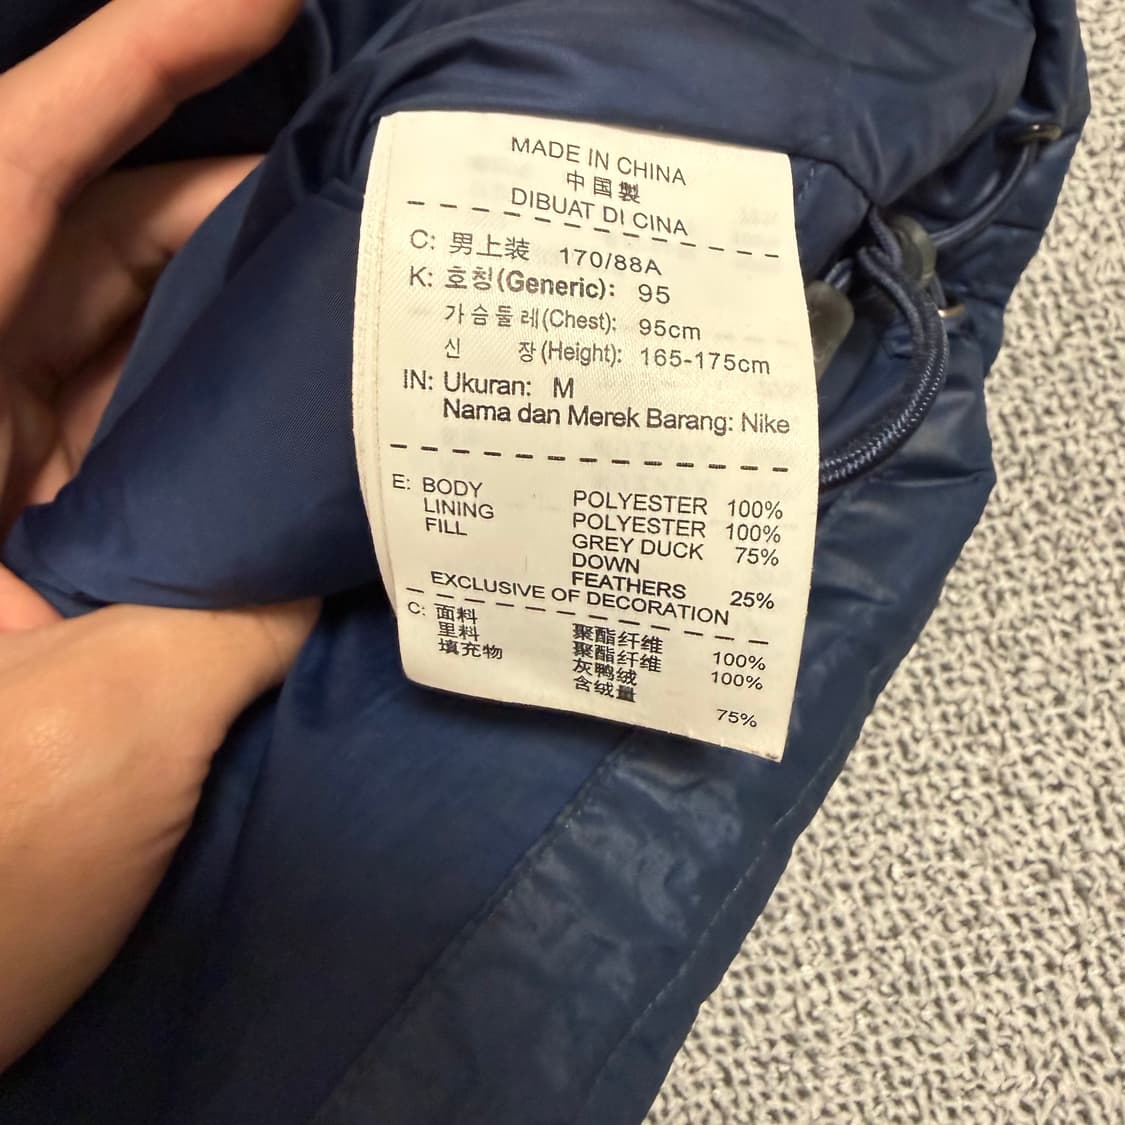 MADE IN CHINA
中国製
DIBUAT DI CINA
C: 男上装 170/88A
K: 호칭(Generic): 95
가슴둘레(Chest): 95cm
신 장(Height): 165-175cm
IN: Ukuran: M
Nama dan Merek Barang: Nike
E: BODY POLYESTER 100%
LINING POLYESTER 100%
FILL GREY DUCK 75%
DOWN
FEATHERS 25%
EXCLUSIVE OF DECORATION
C: 面料 聚酯纤维 100%
里料 聚酯纤维 100%
填充物 灰鸭绒
含绒量 75%